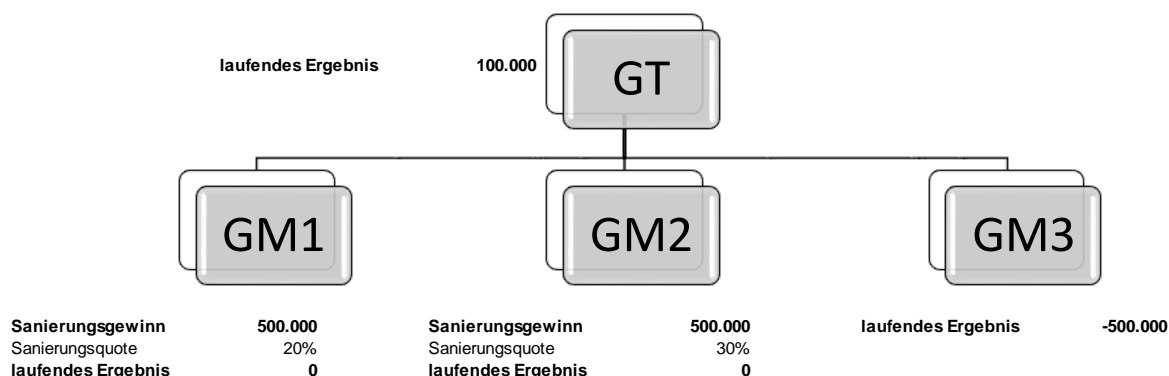 laufendes Ergebnis 100.000
GT
GM1 GM2 GM3
Sanierungsgewinn 500.000 Sanierungsgewinn 500.000 laufendes Ergebnis -500.000
Sanierungsquote 20% Sanierungsquote 30%
laufendes Ergebnis 0 laufendes Ergebnis 0